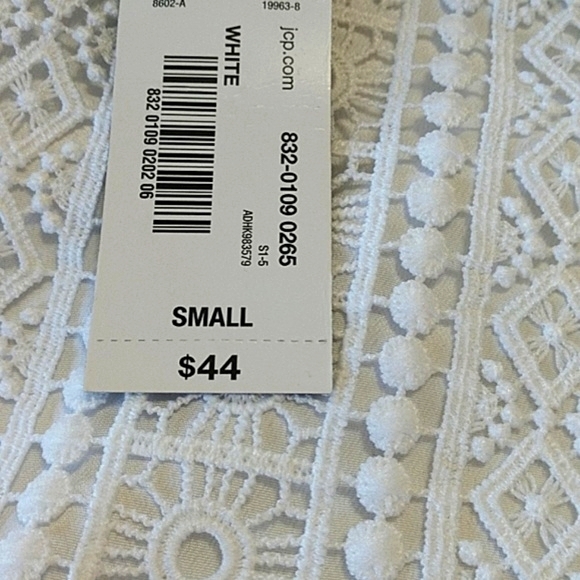 8602-A
19963-8
jcp.com
WHITE
832 0109 0202 06
832-0109 0265
S1-5
ADHK983579
SMALL
$44